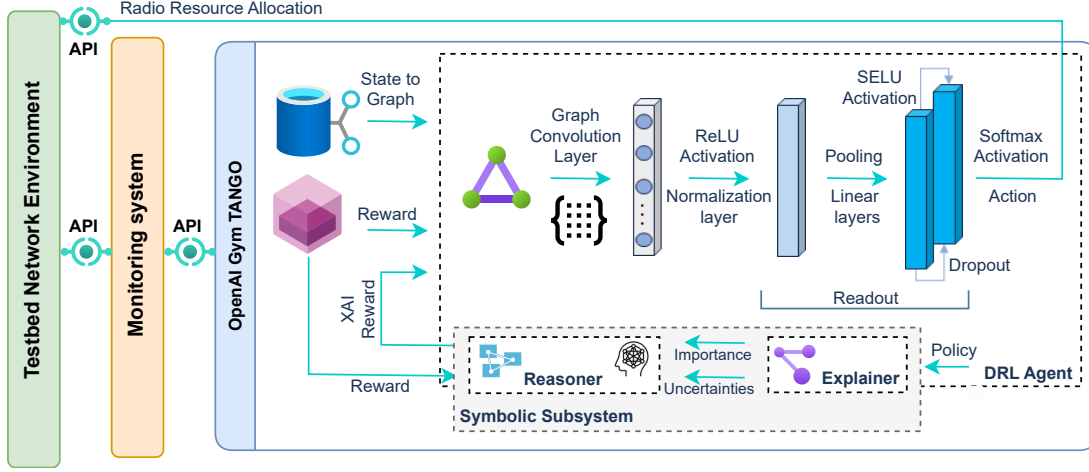 Radio Resource Allocation
API
Testbed Network Environment
API
Monitoring system
API
OpenAI Gym TANGO
State to
Graph
Reward
XAI
Reward
Reward
Graph
Convolution
Layer
ReLU
Activation
Normalization
layer
Pooling
Linear
layers
SELU
Activation
Softmax
Activation
Action
Dropout
Readout
Reasoner
Importance
Uncertainties
Explainer
Symbolic Subsystem
Policy
DRL Agent